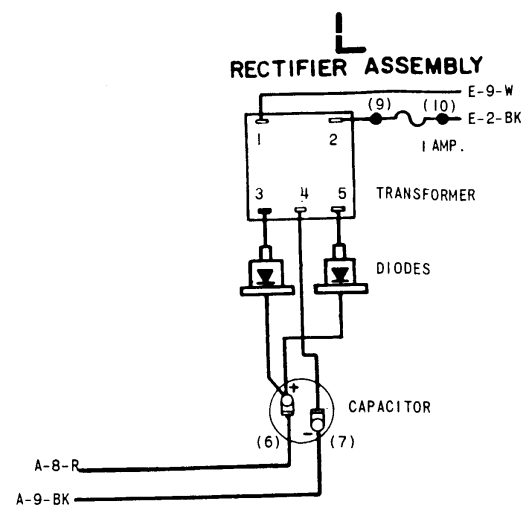 L
RECTIFIER ASSEMBLY
E-9-W
(9) (10)
E-2-BK
1 2
1 AMP.
3 4 5
TRANSFORMER
DIODES
+
CAPACITOR
-
(6) (7)
A-8-R
A-9-BK